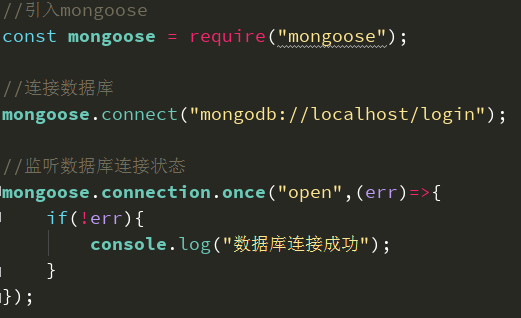 //引入mongoose
const mongoose = require("mongoose");
//连接数据库
mongoose.connect("mongodb://localhost/login");
//监听数据库连接状态
mongoose.connection.once("open",(err)=>{
if(!err){
console.log("数据库连接成功");
}
});